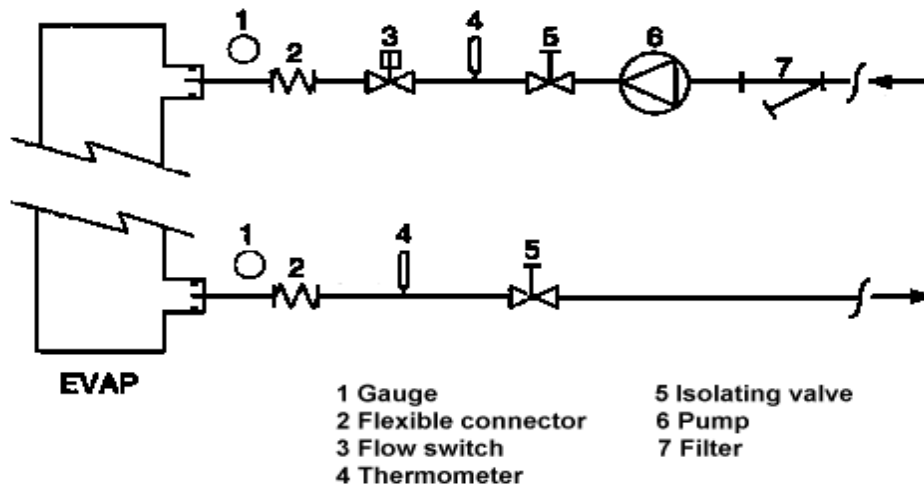 1
2
3
4
5
6
7
1
2
4
5
EVAP
1 Gauge
2 Flexible connector
3 Flow switch
4 Thermometer
5 Isolating valve
6 Pump
7 Filter